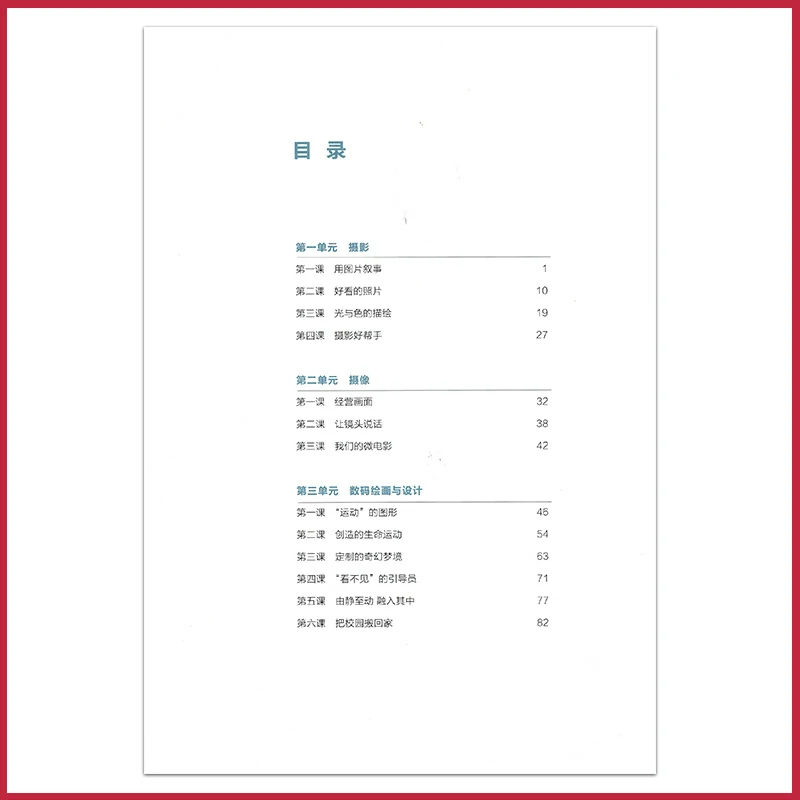 目 录
第一单元 摄影
第一课 用图片叙事 1
第二课 好看的照片 10
第三课 光与色的描绘 19
第四课 摄影好帮手 27
第二单元 摄像
第一课 经营画面 32
第二课 让镜头说话 38
第三课 我们的微电影 42
第三单元 数码绘画与设计
第一课 “运动”的图形 46
第二课 创造的生命运动 54
第三课 定制的奇幻梦境 63
第四课 “看不见”的引导员 71
第五课 由静至动 融入其中 77
第六课 把校园搬回家 82